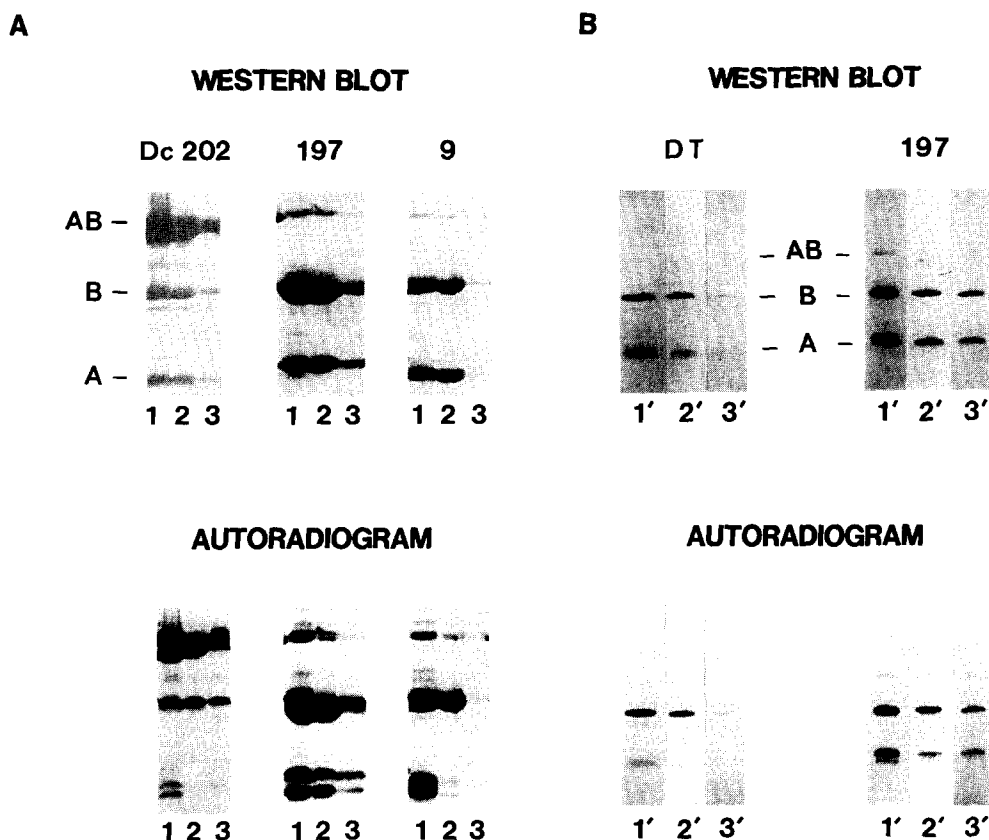 A
B
WESTERN BLOT
WESTERN BLOT
Dc 202 197 9
DT 197
AB –
B –
A –
– AB –
– B –
– A –
1 2 3 1 2 3 1 2 3
1′ 2′ 3′ 1′ 2′ 3′
AUTORADIOGRAM
AUTORADIOGRAM
1 2 3 1 2 3 1 2 3
1′ 2′ 3′ 1′ 2′ 3′